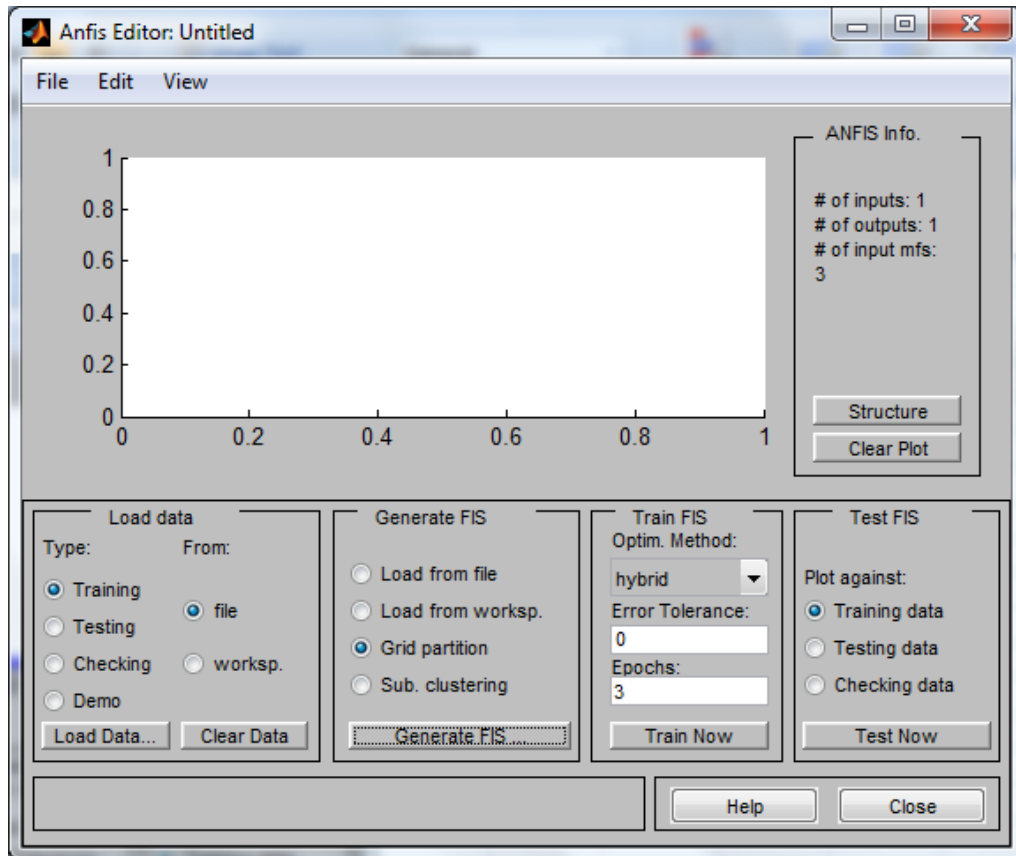 Anfis Editor: Untitled
File Edit View
1
0.8
0.6
0.4
0.2
0
0 0.2 0.4 0.6 0.8 1
ANFIS Info.
# of inputs: 1
# of outputs: 1
# of input mfs:
3
Structure
Clear Plot
Load data
Type: From:
Training
Testing
Checking
Demo
file
worksp.
Load Data... Clear Data
Generate FIS
Load from file
Load from worksp.
Grid partition
Sub. clustering
Generate FIS ...
Train FIS
Optim. Method:
hybrid
Error Tolerance:
0
Epochs:
3
Train Now
Test FIS
Plot against:
Training data
Testing data
Checking data
Test Now
Help Close